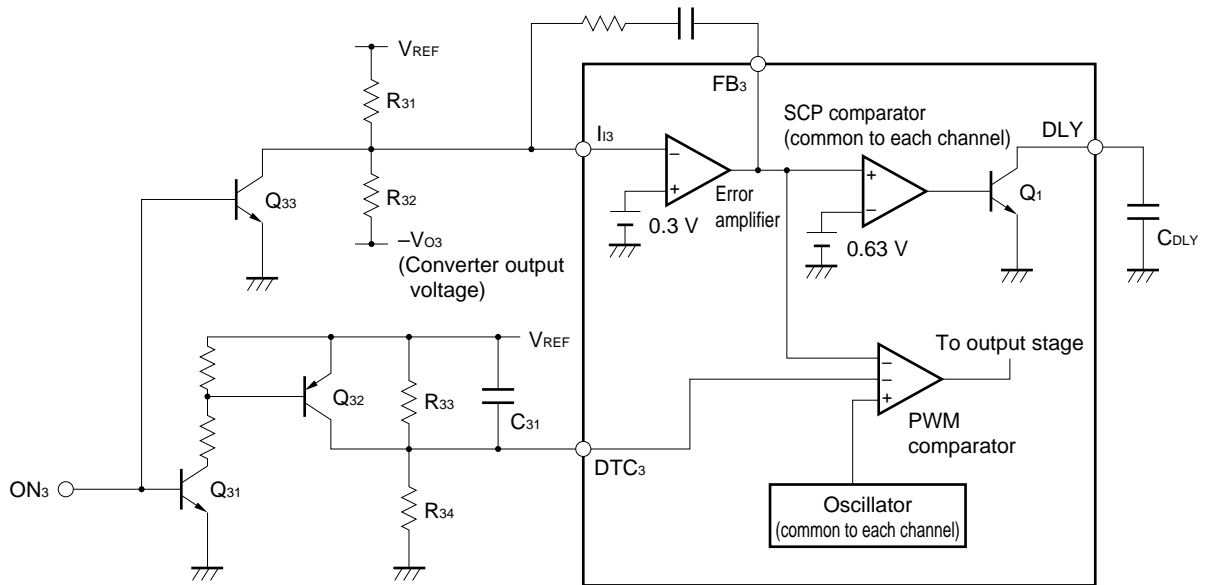 VREF
R31
FB3
SCP comparator
(common to each channel)
DLY
II3
−
+
Error
amplifier
0.3 V
+
−
0.63 V
Q1
CDLY
Q33
R32
–VO3
(Converter output
voltage)
VREF
Q32
R33
C31
DTC3
−
−
+
PWM
comparator
To output stage
ON3
Q31
R34
Oscillator
(common to each channel)